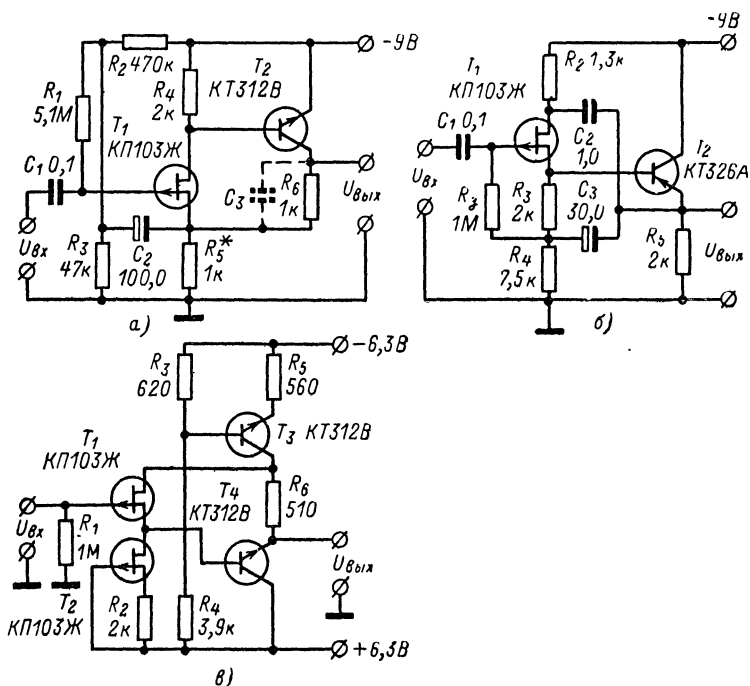 -9В
R₂ 470к
R₄
2к
T₂
КТ312В
R₁
5,1М
T₁
КП103Ж
C₁ 0,1
C₃
R₆
1к
Uвых
Uвх
R₃
47к
C₂
100,0
R₅*
1к
а)
-9В
T₁
КП103Ж
R₂ 1,3к
C₁ 0,1
C₂
1,0
T₂
КТ326А
Uвх
R₃
1М
R₃
2к
C₃
30,0
R₄
7,5к
R₅
2к
Uвых
б)
-6,3В
R₃
620
R₅
560
T₃ КТ312В
T₁
КП103Ж
T₄
КТ312В
R₆
510
Uвх
R₁
1М
Uвых
T₂
КП103Ж
R₂
2к
R₄
3,9к
+6,3В
в)